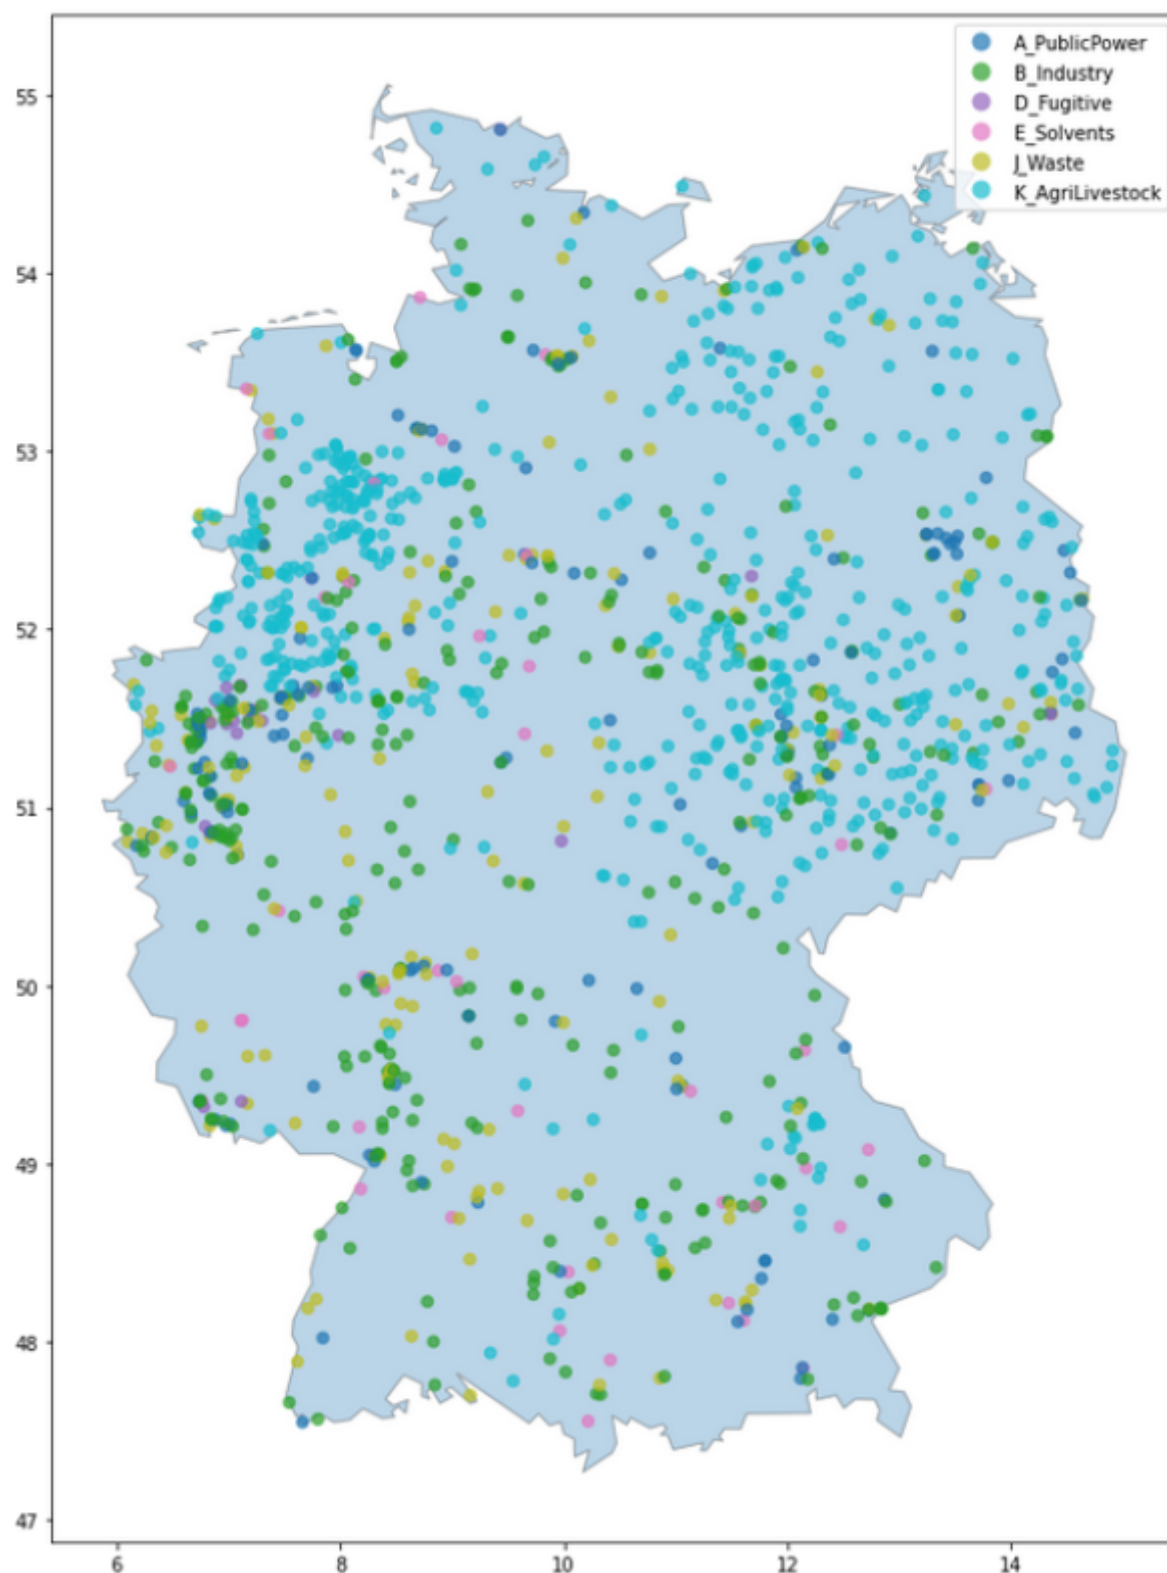 A_PublicPower
B_Industry
D_Fugitive
E_Solvents
J_Waste
K_AgriLivestock
55
54
53
52
51
50
49
48
47
6 8 10 12 14